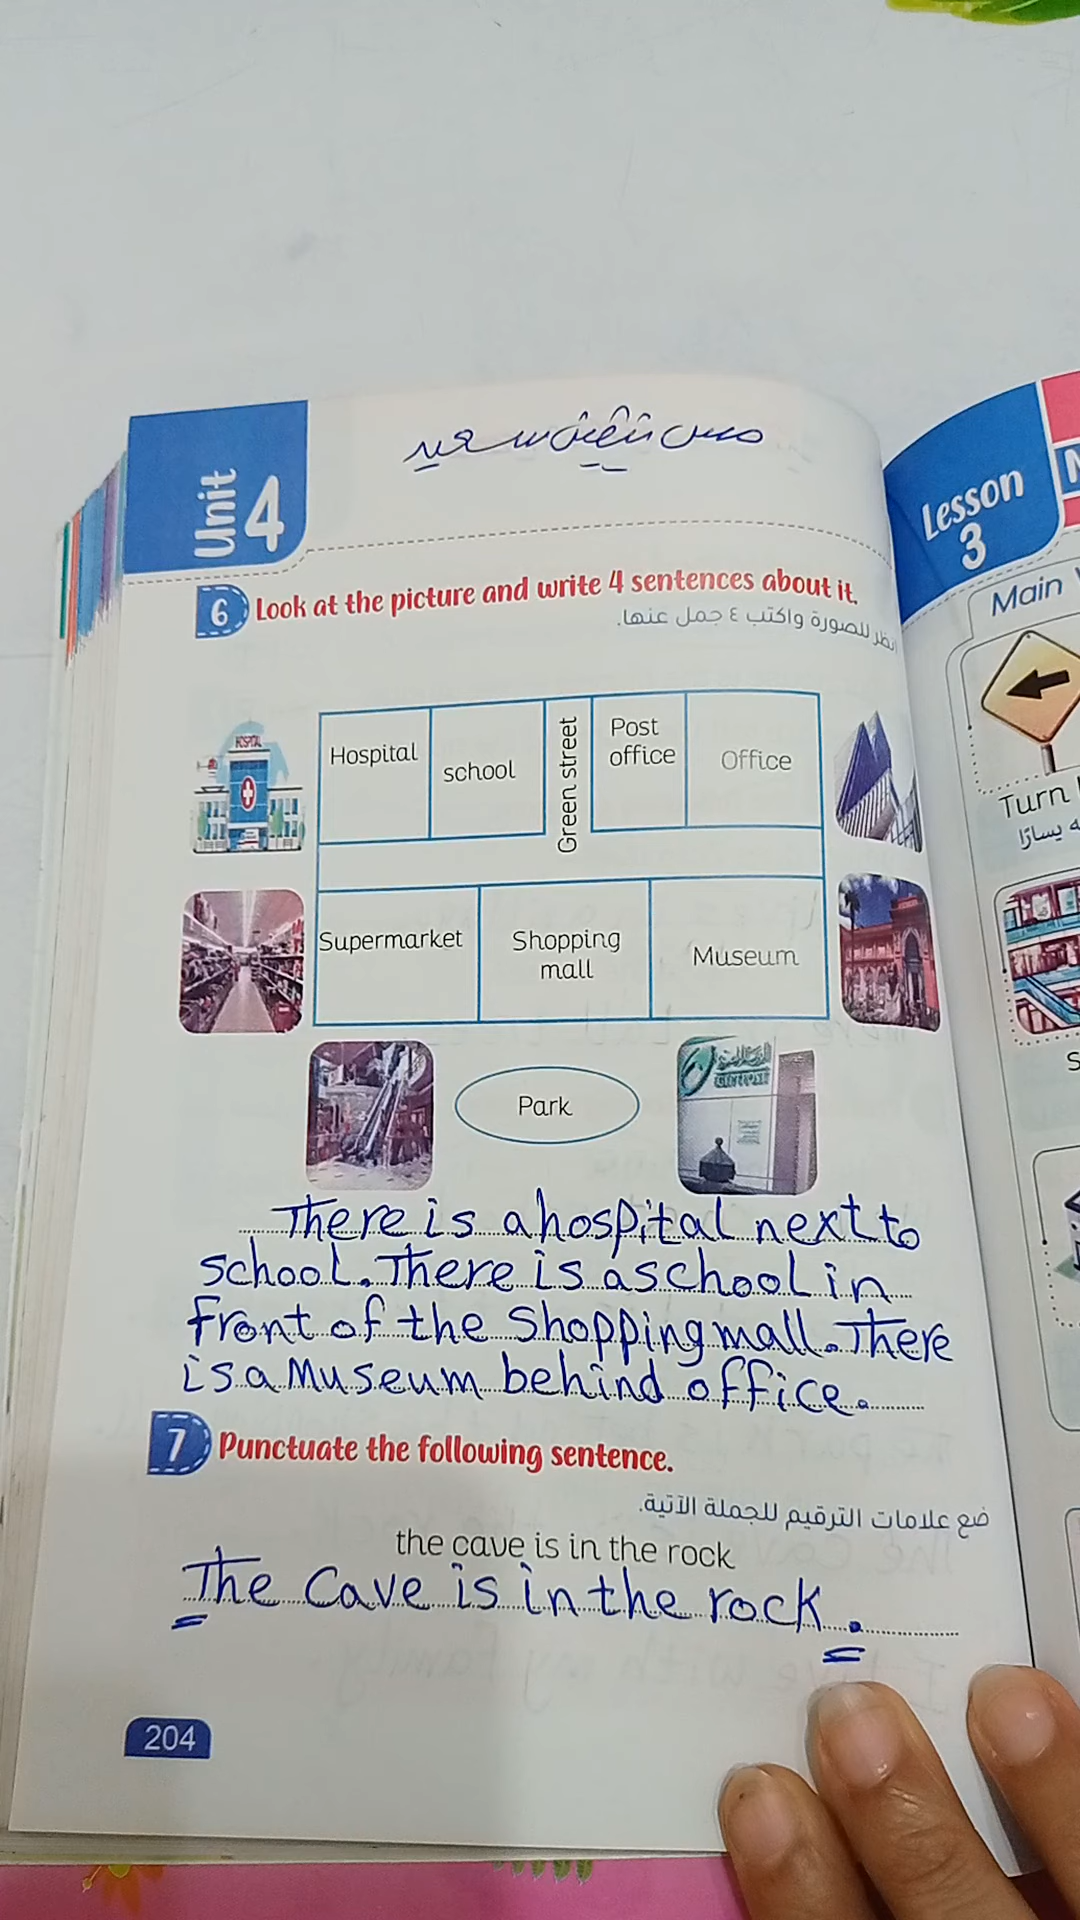 Unit
4
مس نيفين سعيد
Lesson
3
Main
6 Look at the picture and write 4 sentences about it.
انظر للصورة واكتب ٤ جمل عنها.
HOSPITAL
Hospital
school
Green street
Post
office
Office
Turn
Supermarket
Shopping
mall
Museum
Park
There is a hospital next to
school. There is a school in
front of the shopping mall. There
is a Museum behind office.
7 Punctuate the following sentence.
ضع علامات الترقيم للجملة الآتية.
the cave is in the rock
The Cave is in the rock.
204